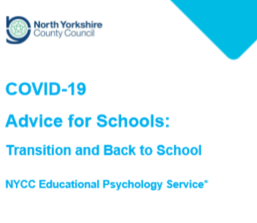 North Yorkshire
County Council
COVID-19
Advice for Schools:
Transition and Back to School
NYCC Educational Psychology Service*